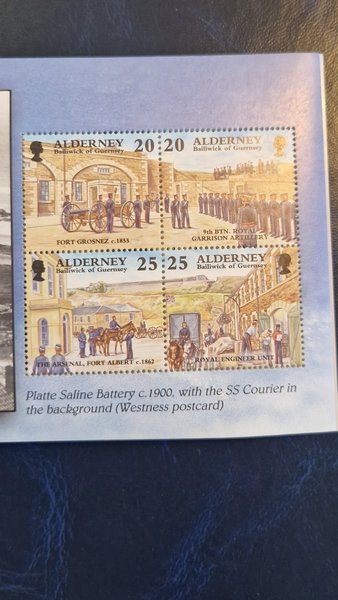 ALDERNEY 20
Bailiwick of Guernsey
FORT GROSNEZ c.1853
20 ALDERNEY
Bailiwick of Guernsey
9th BTN. ROYAL
GARRISON ARTILLERY
ALDERNEY 25
Bailiwick of Guernsey
THE ARSENAL, FORT ALBERT c.1862
25 ALDERNEY
Bailiwick of Guernsey
ROYAL ENGINEER UNIT
Platte Saline Battery c.1900, with the SS Courier in
the background (Westness postcard)